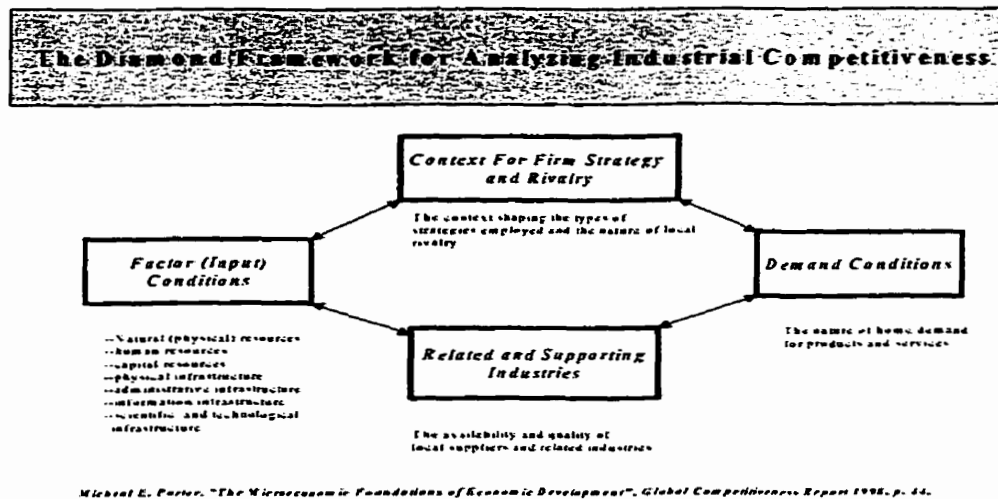 The Diamond Framework for Analyzing Industrial Competitiveness
Context For Firm Strategy
and Rivalry
The context shaping the types of
strategies employed and the nature of local
rivalry
Factor (Input)
Conditions
--Natural (physical) resources
--human resources
--capital resources
--physical infrastructure
--administrative infrastructure
--information infrastructure
--scientific and technological
infrastructure
Demand Conditions
The nature of home demand
for products and services
Related and Supporting
Industries
The availability and quality of
local suppliers and related industries
Michael E. Porter, "The Microeconomic Foundations of Economic Development", Global Competitiveness Report 1998, p. 44.